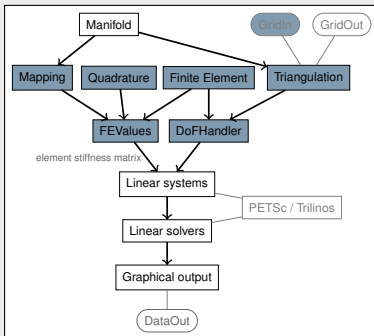 Manifold
GridIn
GridOut
Mapping
Quadrature
Finite Element
Triangulation
FEValues
DoFHandler
element stiffness matrix
Linear systems
PETSc / Trilinos
Linear solvers
Graphical output
DataOut